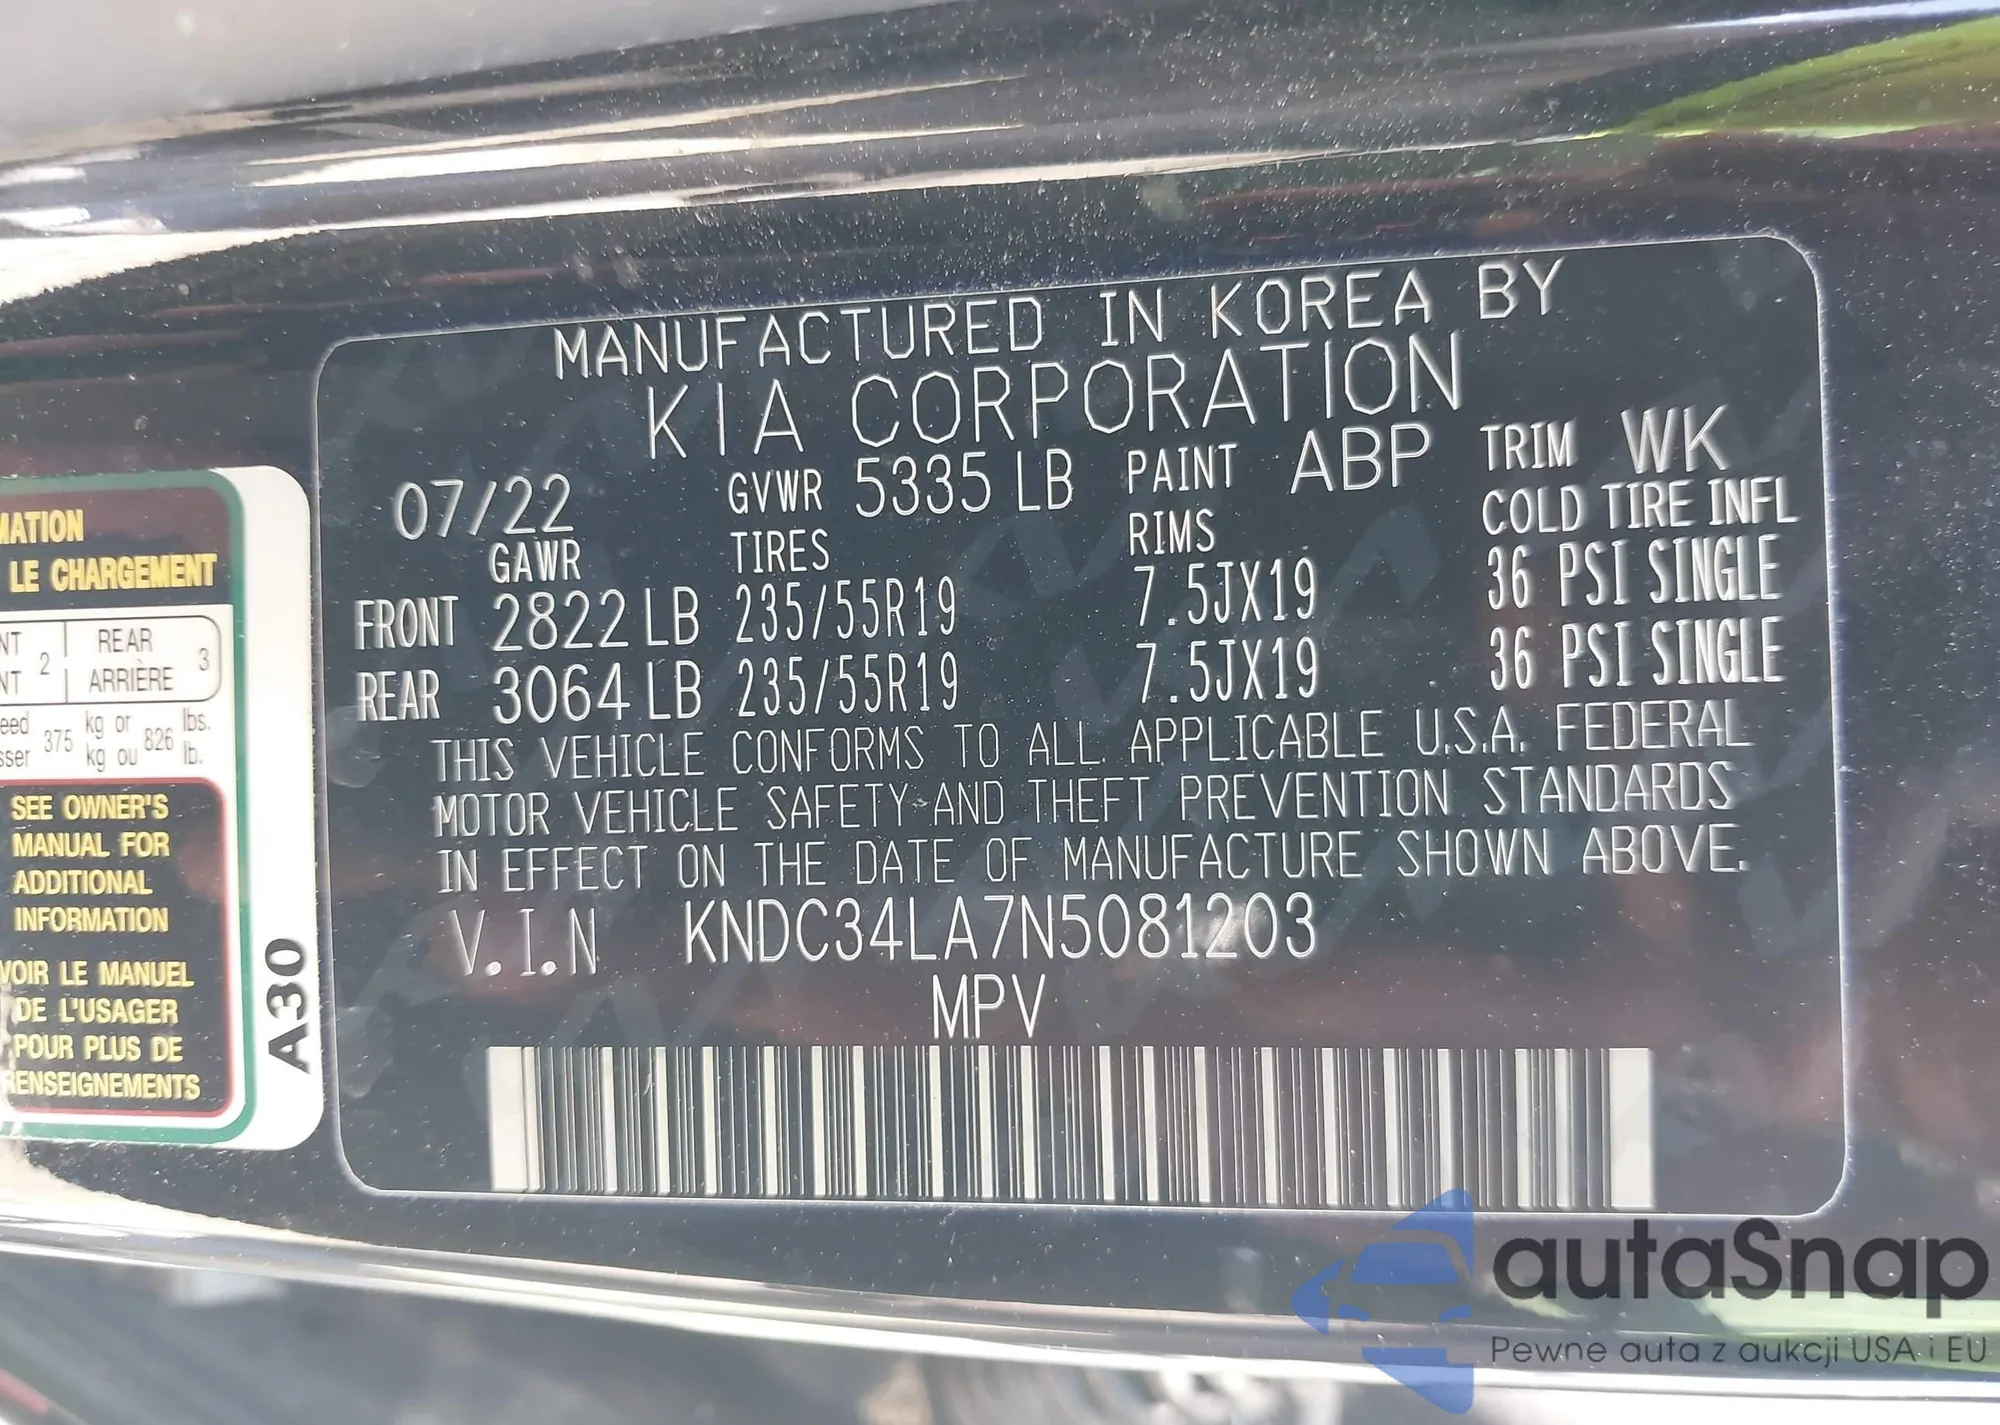 MANUFACTURED IN KOREA BY
KIA CORPORATION
07/22 GVWR 5335 LB PAINT ABP TRIM WK
GAWR TIRES RIMS COLD TIRE INFL
FRONT 2822 LB 235/55R19 7.5JX19 36 PSI SINGLE
REAR 3064 LB 235/55R19 7.5JX19 36 PSI SINGLE
THIS VEHICLE CONFORMS TO ALL APPLICABLE U.S.A. FEDERAL
MOTOR VEHICLE SAFETY AND THEFT PREVENTION STANDARDS
IN EFFECT ON THE DATE OF MANUFACTURE SHOWN ABOVE.
V.I.N KNDC34LA7N5081203
MPV
MATION
LE CHARGEMENT
NT 2 REAR 3
NT ARRIÈRE
eed 375 kg or 826 lbs.
sser kg ou lb.
SEE OWNER'S
MANUAL FOR
ADDITIONAL
INFORMATION
VOIR LE MANUEL
DE L'USAGER
POUR PLUS DE
RENSEIGNEMENTS
A30
autaSnap
Pewne auta z aukcji USA i EU